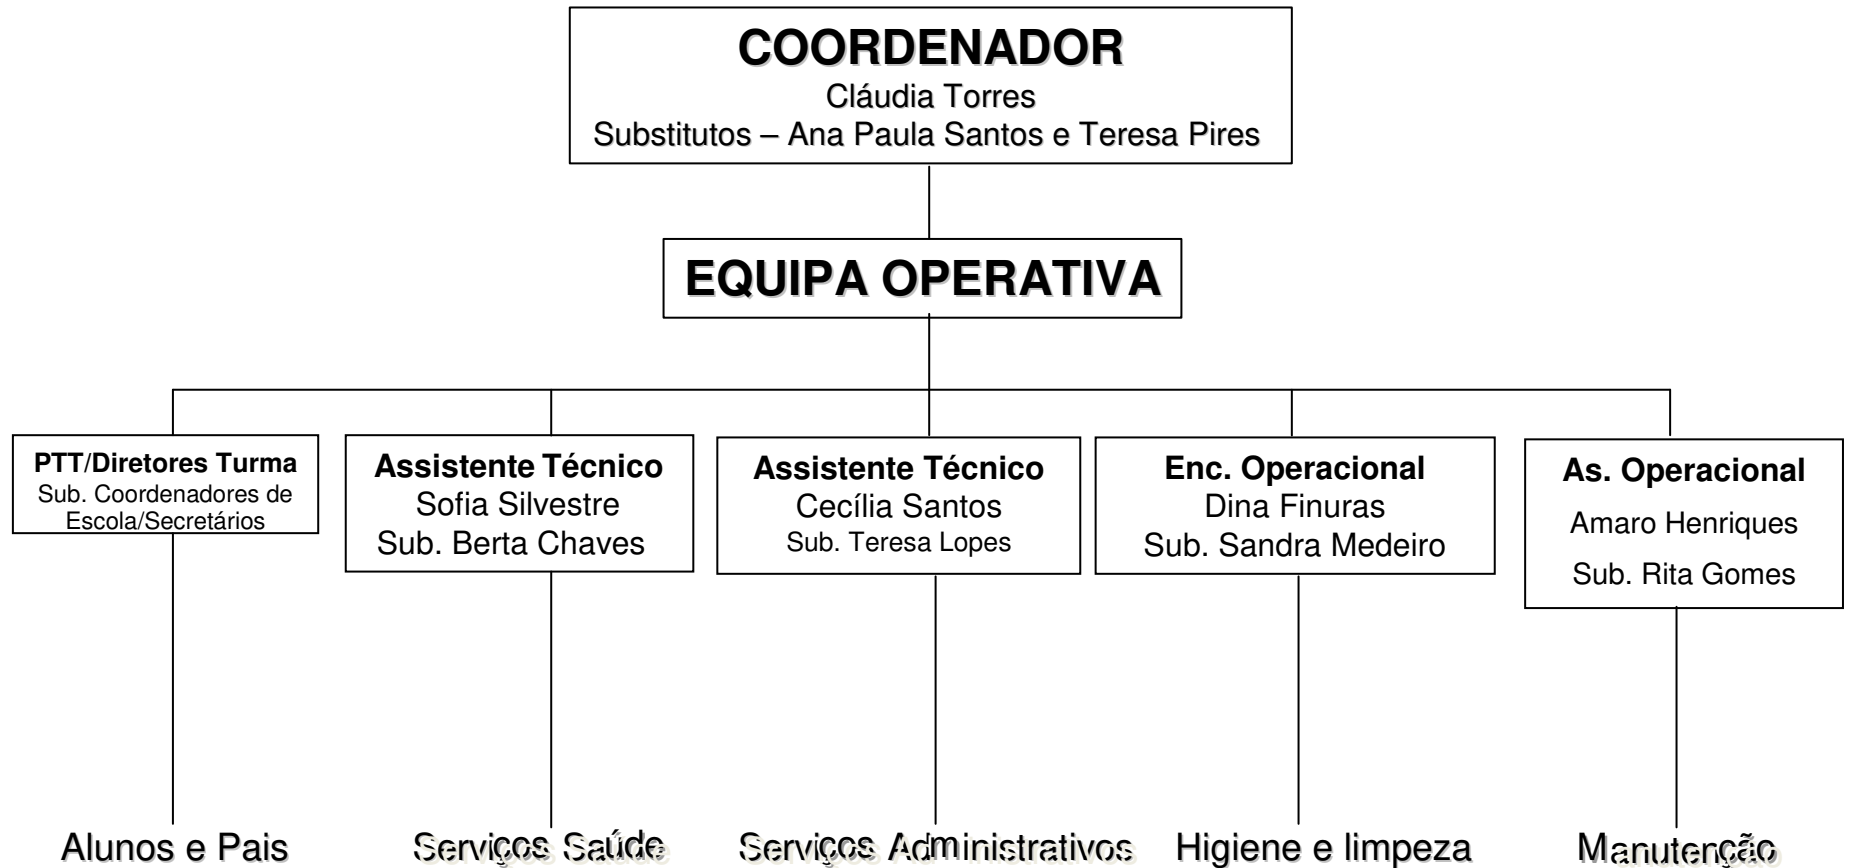 COORDENADOR
Cláudia Torres
Substitutos – Ana Paula Santos e Teresa Pires
EQUIPA OPERATIVA
PTT/Diretores Turma
Sub. Coordenadores de
Escola/Secretários
Assistente Técnico
Sofia Silvestre
Sub. Berta Chaves
Assistente Técnico
Cecília Santos
Sub. Teresa Lopes
Enc. Operacional
Dina Finuras
Sub. Sandra Medeiro
As. Operacional
Amaro Henriques
Sub. Rita Gomes
Alunos e Pais
Serviços Saúde
Serviços Administrativos
Higiene e limpeza
Manutenção